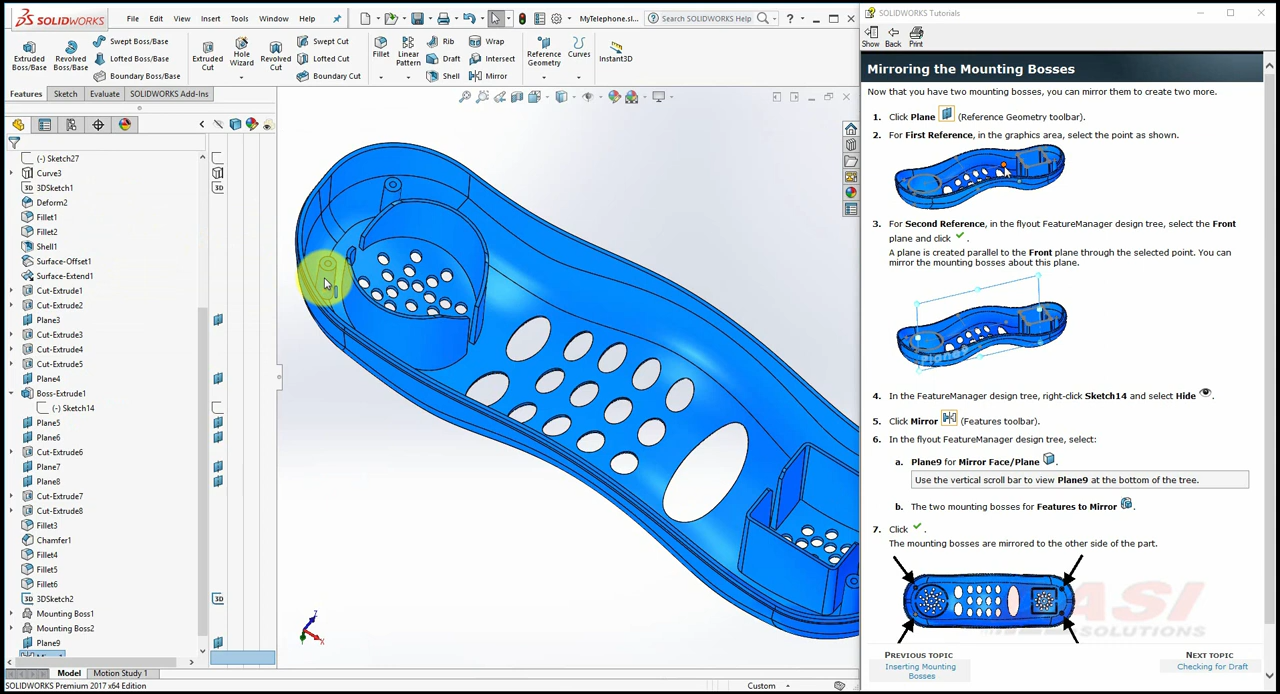 SOLIDWORKS
File Edit View Insert Tools Window Help
MyTelephone.sl...
Search SOLIDWORKS Help
?
Extruded Boss/Base
Revolved Boss/Base
Swept Boss/Base
Lofted Boss/Base
Boundary Boss/Base
Extruded Cut
Hole Wizard
Revolved Cut
Swept Cut
Lofted Cut
Boundary Cut
Fillet
Linear Pattern
Rib
Draft
Shell
Wrap
Intersect
Mirror
Reference Geometry
Curves
Instant3D
Features Sketch Evaluate SOLIDWORKS Add-Ins
(-) Sketch27
Curve3
3DSketch1
Deform2
Fillet1
Fillet2
Shell1
Surface-Offset1
Surface-Extend1
Cut-Extrude1
Cut-Extrude2
Plane3
Cut-Extrude3
Cut-Extrude4
Cut-Extrude5
Plane4
Boss-Extrude1
(-) Sketch14
Plane5
Plane6
Cut-Extrude6
Plane7
Plane8
Cut-Extrude7
Cut-Extrude8
Fillet3
Chamfer1
Fillet4
Fillet5
Fillet6
3DSketch2
Mounting Boss1
Mounting Boss2
Plane9
Z
X
Model Motion Study 1
SOLIDWORKS Premium 2017 x64 Edition
Custom
SOLIDWORKS Tutorials
Show Back Print
Mirroring the Mounting Bosses
Now that you have two mounting bosses, you can mirror them to create two more.
1. Click Plane (Reference Geometry toolbar).
2. For First Reference, in the graphics area, select the point as shown.
3. For Second Reference, in the flyout FeatureManager design tree, select the Front
plane and click .
A plane is created parallel to the Front plane through the selected point. You can
mirror the mounting bosses about this plane.
4. In the FeatureManager design tree, right-click Sketch14 and select Hide .
5. Click Mirror (Features toolbar).
6. In the flyout FeatureManager design tree, select:
a. Plane9 for Mirror Face/Plane .
Use the vertical scroll bar to view Plane9 at the bottom of the tree.
b. The two mounting bosses for Features to Mirror .
7. Click .
The mounting bosses are mirrored to the other side of the part.
ASI
SOLUTIONS
PREVIOUS TOPIC
Inserting Mounting
Bosses
NEXT TOPIC
Checking for Draft